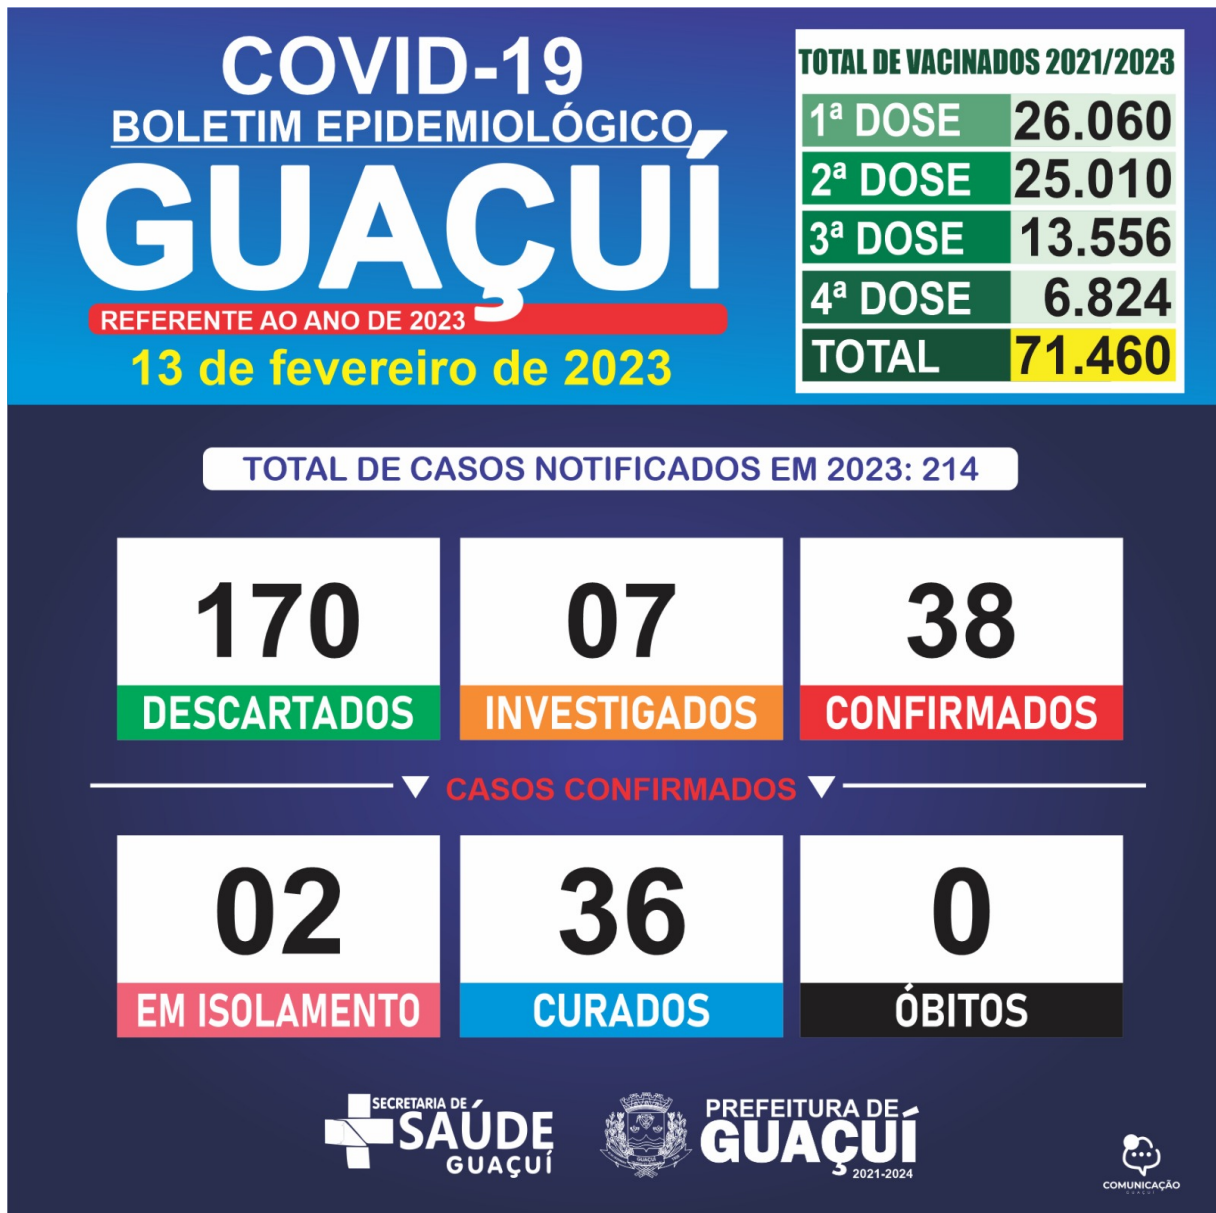 COVID-19
BOLETIM EPIDEMIOLÓGICO
GUAÇUÍ
REFERENTE AO ANO DE 2023
13 de fevereiro de 2023
TOTAL DE VACINADOS 2021/2023
1ª DOSE 26.060
2ª DOSE 25.010
3ª DOSE 13.556
4ª DOSE 6.824
TOTAL 71.460
TOTAL DE CASOS NOTIFICADOS EM 2023: 214
170 07 38
DESCARTADOS INVESTIGADOS CONFIRMADOS
CASOS CONFIRMADOS
02 36 0
EM ISOLAMENTO CURADOS ÓBITOS
SECRETARIA DE
SAÚDE
GUAÇUÍ
PREFEITURA DE
GUAÇUÍ
2021-2024
COMUNICAÇÃO
GUAÇUÍ